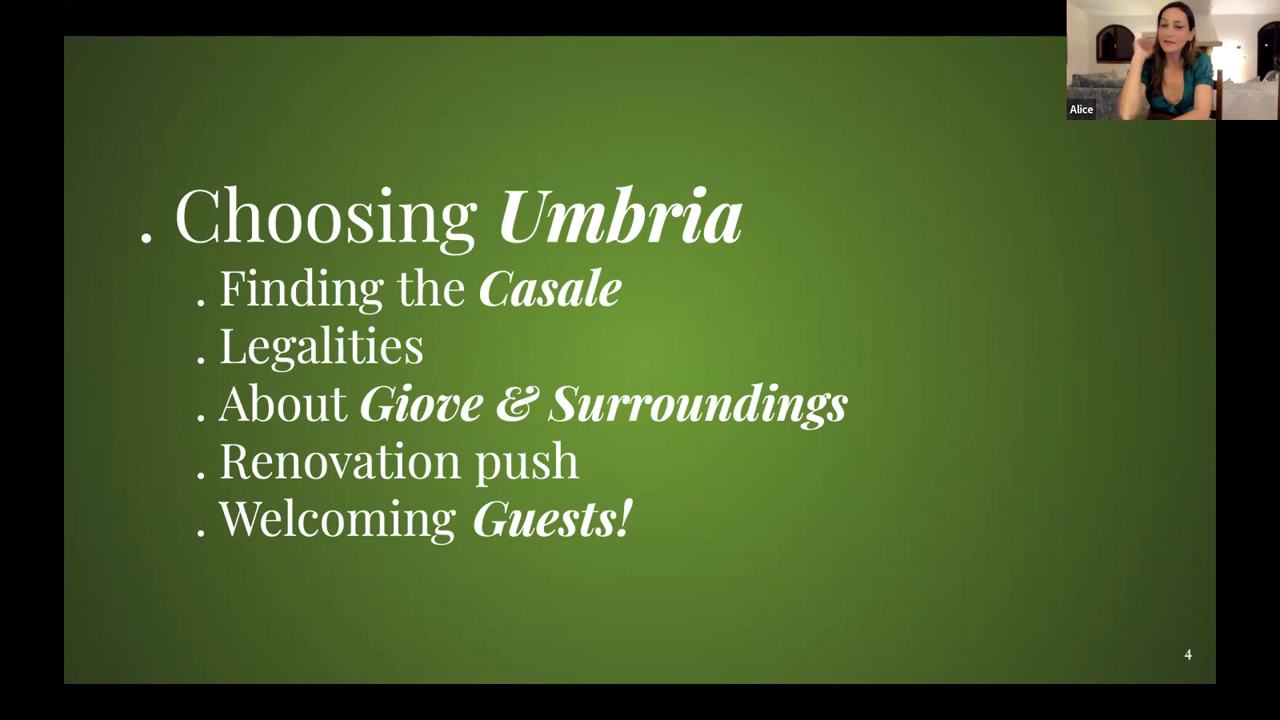 Alice
. Choosing Umbria
. Finding the Casale
. Legalities
. About Giove & Surroundings
. Renovation push
. Welcoming Guests!
4